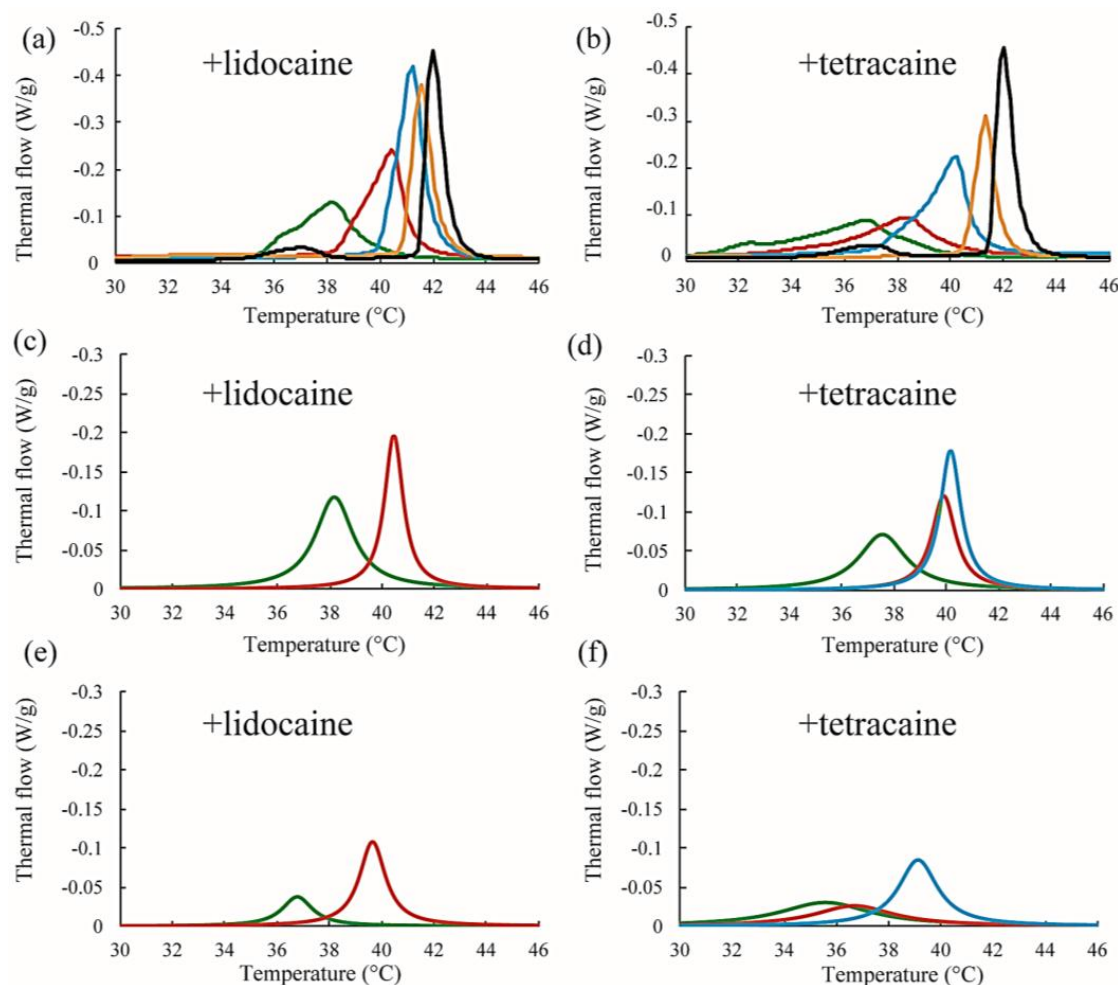 (a)
+lidocaine
Thermal flow (W/g)
-0.5
-0.4
-0.3
-0.2
-0.1
0
30 32 34 36 38 40 42 44 46
Temperature (°C)
(b)
+tetracaine
Thermal flow (W/g)
-0.5
-0.4
-0.3
-0.2
-0.1
0
30 32 34 36 38 40 42 44 46
Temperature (°C)
(c)
+lidocaine
Thermal flow (W/g)
-0.3
-0.25
-0.2
-0.15
-0.1
-0.05
0
30 32 34 36 38 40 42 44 46
Temperature (°C)
(d)
+tetracaine
Thermal flow (W/g)
-0.3
-0.25
-0.2
-0.15
-0.1
-0.05
0
30 32 34 36 38 40 42 44 46
Temperature (°C)
(e)
+lidocaine
Thermal flow (W/g)
-0.3
-0.25
-0.2
-0.15
-0.1
-0.05
0
30 32 34 36 38 40 42 44 46
Temperature (°C)
(f)
+tetracaine
Thermal flow (W/g)
-0.3
-0.25
-0.2
-0.15
-0.1
-0.05
0
30 32 34 36 38 40 42 44 46
Temperature (°C)